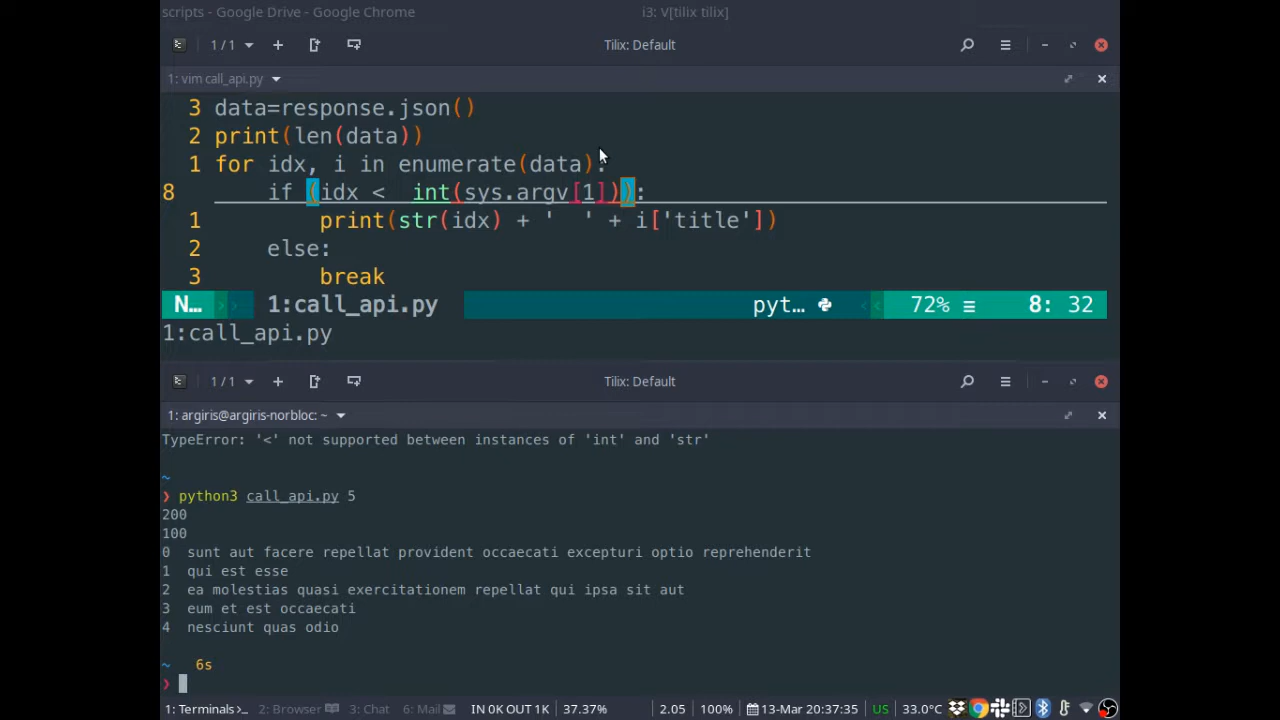 scripts - Google Drive - Google Chrome i3: V[tilix tilix]
1 / 1 Tilix: Default
1: vim call_api.py
3 data=response.json()
2 print(len(data))
1 for idx, i in enumerate(data):
8 if (idx <  int(sys.argv[1])):
1 print(str(idx) + '  ' + i['title'])
2 else:
3 break
N... 1:call_api.py pyt... 72% 8: 32
1:call_api.py
1 / 1 Tilix: Default
1: argiris@argiris-norbloc: ~
TypeError: '<' not supported between instances of 'int' and 'str'
~
❯ python3 call_api.py 5
200
100
0  sunt aut facere repellat provident occaecati excepturi optio reprehenderit
1  qui est esse
2  ea molestias quasi exercitationem repellat qui ipsa sit aut
3  eum et est occaecati
4  nesciunt quas odio
~ 6s
❯
1: Terminals>_ 2: Browser 3: Chat 6: Mail IN 0K OUT 1K 37.37% 2.05 100% 13-Mar 20:37:35 US 33.0°C